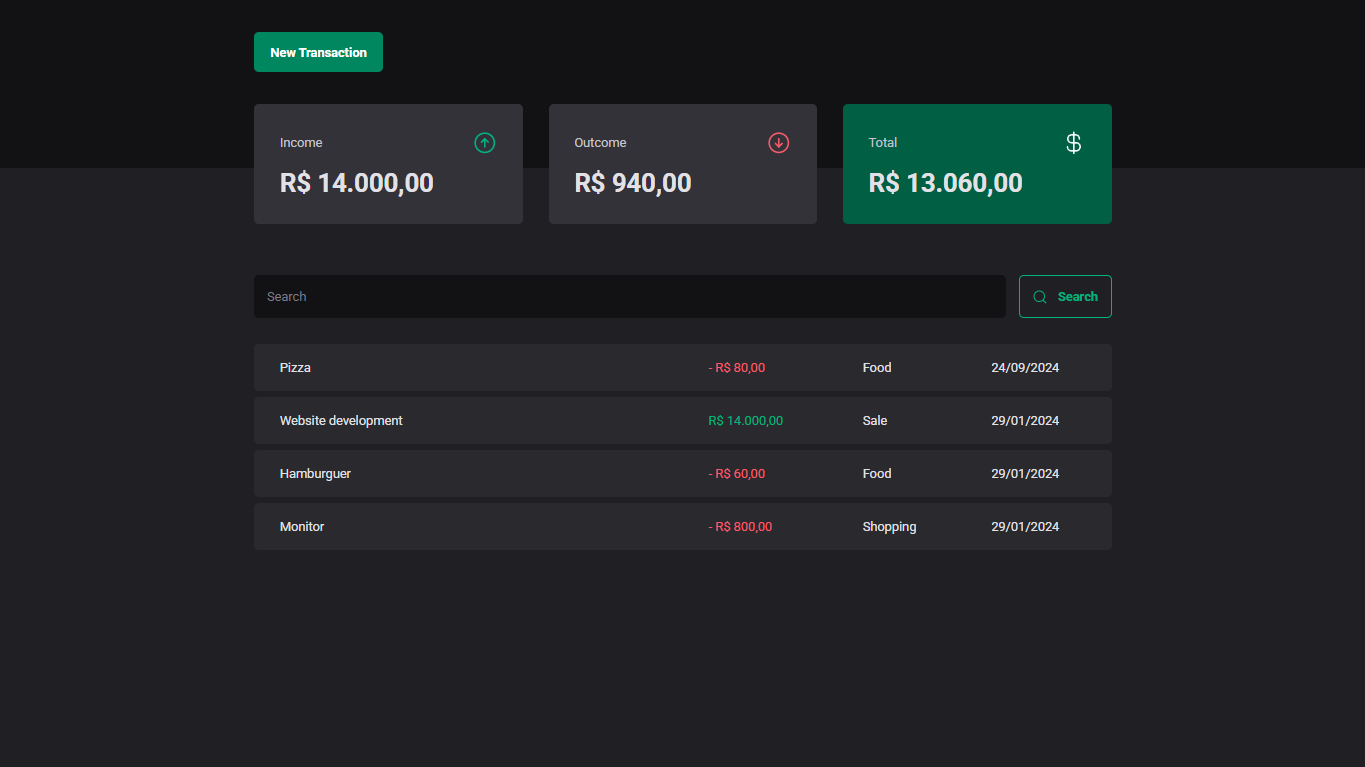 New Transaction
Income
Outcome
Total
R$ 14.000,00
R$ 940,00
R$ 13.060,00
Search
Search
Pizza - R$ 80,00 Food 24/09/2024
Website development R$ 14.000,00 Sale 29/01/2024
Hamburguer - R$ 60,00 Food 29/01/2024
Monitor - R$ 800,00 Shopping 29/01/2024